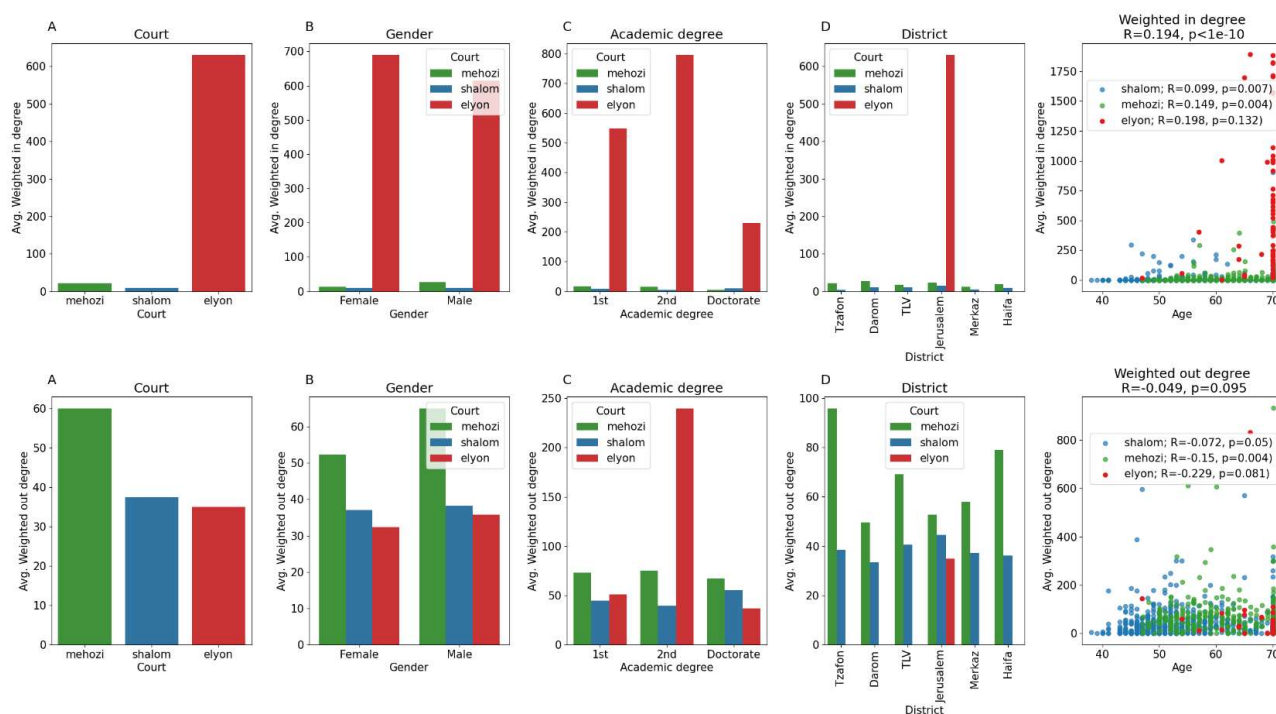 A
Court
Avg. Weighted in degree
600
500
400
300
200
100
0
mehozi shalom elyon
Court
B
Gender
Avg. Weighted in degree
700
600
500
400
300
200
100
0
Court
mehozi
shalom
elyon
Female Male
Gender
C
Academic degree
Avg. Weighted in degree
800
700
600
500
400
300
200
100
0
Court
mehozi
shalom
elyon
1st 2nd Doctorate
Academic degree
D
District
Avg. Weighted in degree
600
500
400
300
200
100
0
Court
mehozi
shalom
elyon
Tzafon Darom TLV Jerusalem Merkaz Haifa
District
Weighted in degree
R=0.194, p<1e-10
Avg. Weighted in degree
1750
1500
1250
1000
750
500
250
0
shalom; R=0.099, p=0.007)
mehozi; R=0.149, p=0.004)
elyon; R=0.198, p=0.132)
40 50 60 70
Age
A
Court
Avg. Weighted out degree
60
50
40
30
20
10
0
mehozi shalom elyon
Court
B
Gender
Avg. Weighted out degree
60
50
40
30
20
10
0
Court
mehozi
shalom
elyon
Female Male
Gender
C
Academic degree
Avg. Weighted out degree
250
200
150
100
50
0
Court
mehozi
shalom
elyon
1st 2nd Doctorate
Academic degree
D
District
Avg. Weighted out degree
100
80
60
40
20
0
Court
mehozi
shalom
elyon
Tzafon Darom TLV Jerusalem Merkaz Haifa
District
Weighted out degree
R=-0.049, p=0.095
Avg. Weighted out degree
800
600
400
200
0
shalom; R=-0.072, p=0.05)
mehozi; R=-0.15, p=0.004)
elyon; R=-0.229, p=0.081)
40 50 60 70
Age